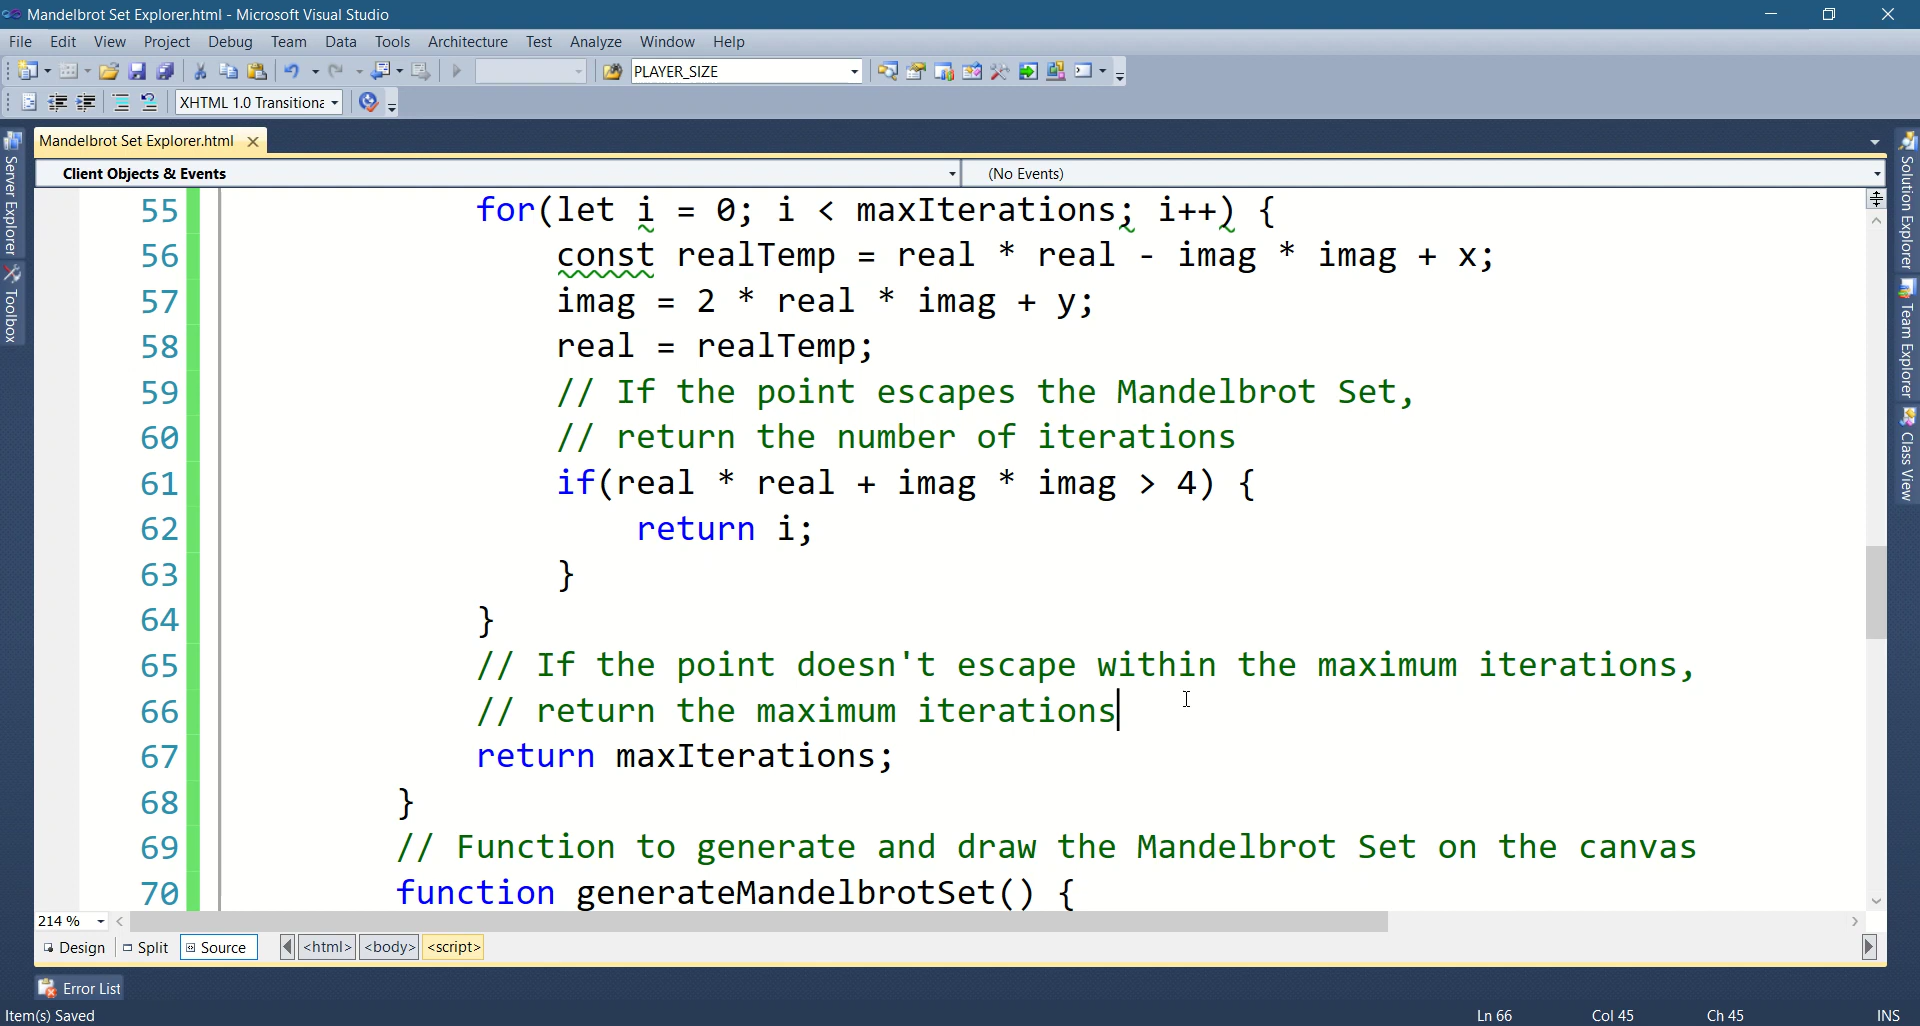 Mandelbrot Set Explorer.html - Microsoft Visual Studio
File Edit View Project Debug Team Data Tools Architecture Test Analyze Window Help
PLAYER_SIZE
XHTML 1.0 Transitiona
Mandelbrot Set Explorer.html
Client Objects & Events (No Events)
Server Explorer
Toolbox
Solution Explorer
Team Explorer
Class View
55 for(let i = 0; i < maxIterations; i++) {
56 const realTemp = real * real - imag * imag + x;
57 imag = 2 * real * imag + y;
58 real = realTemp;
59 // If the point escapes the Mandelbrot Set,
60 // return the number of iterations
61 if(real * real + imag * imag > 4) {
62 return i;
63 }
64 }
65 // If the point doesn't escape within the maximum iterations,
66 // return the maximum iterations
67 return maxIterations;
68 }
69 // Function to generate and draw the Mandelbrot Set on the canvas
70 function generateMandelbrotSet() {
214 %
Design Split Source <html> <body> <script>
Error List
Item(s) Saved Ln 66 Col 45 Ch 45 INS